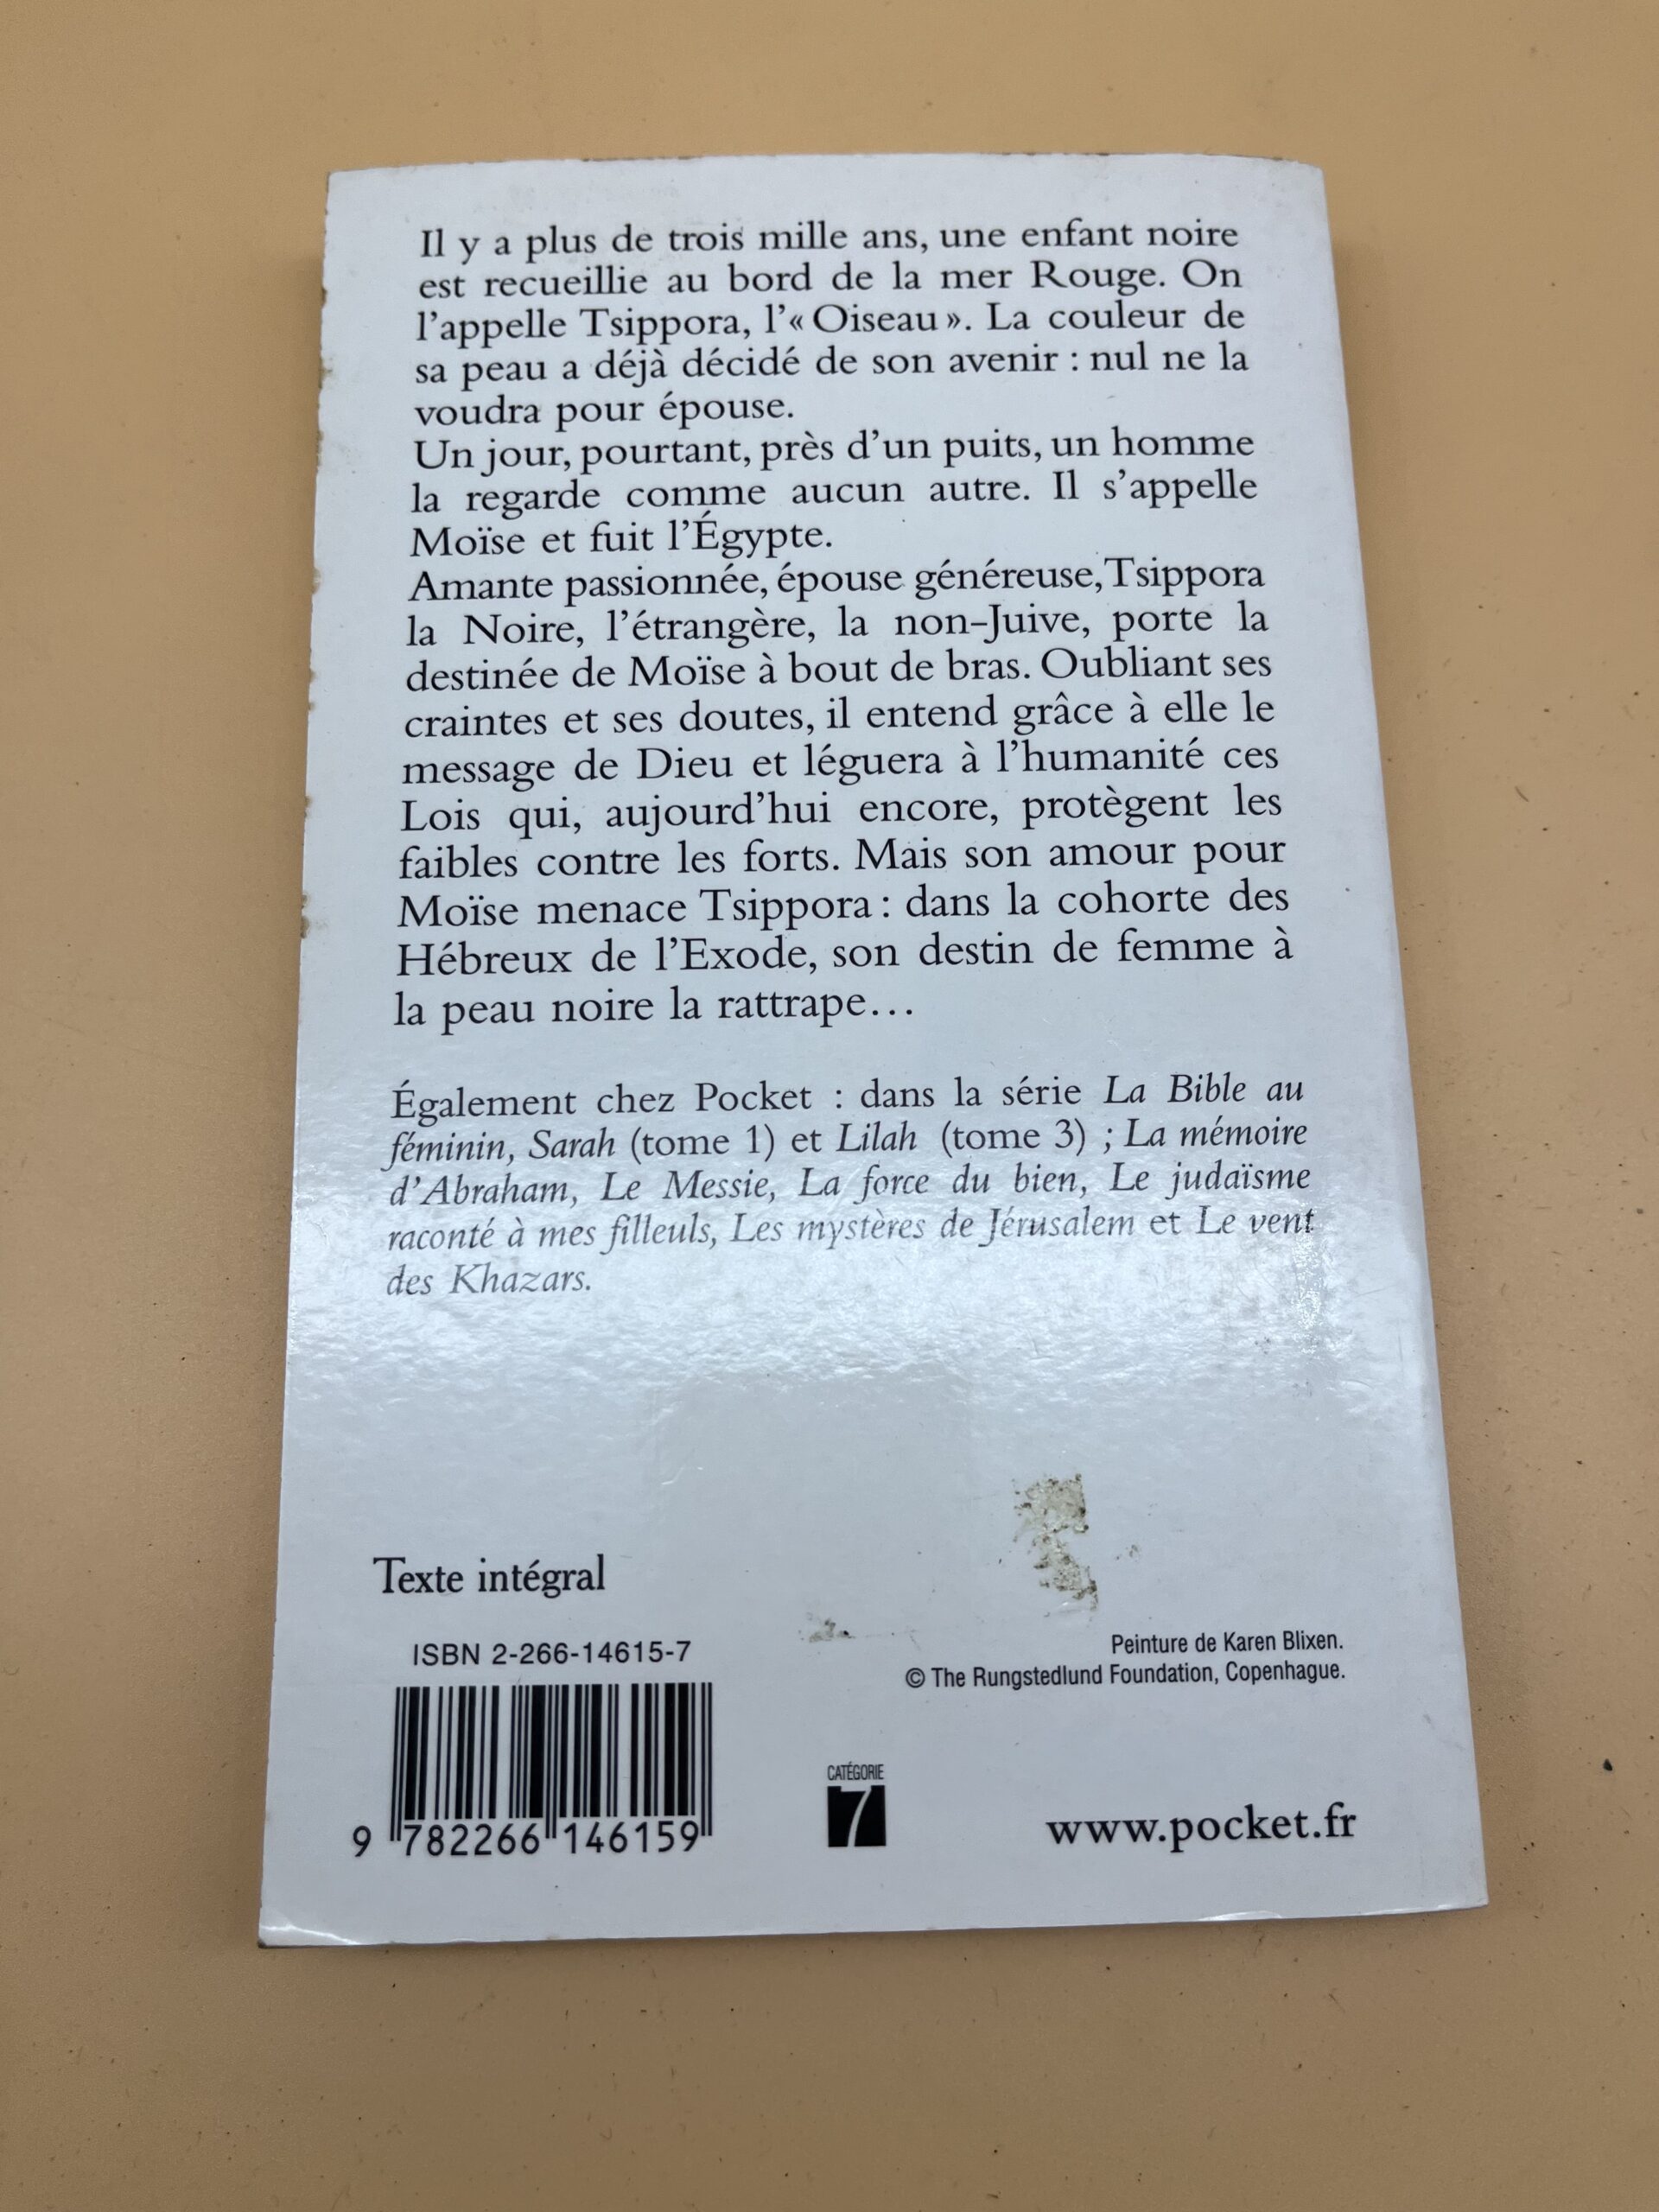 Il y a plus de trois mille ans, une enfant noire
est recueillie au bord de la mer Rouge. On
l'appelle Tsippora, l'« Oiseau ». La couleur de
sa peau a déjà décidé de son avenir : nul ne la
voudra pour épouse.
Un jour, pourtant, près d'un puits, un homme
la regarde comme aucun autre. Il s'appelle
Moïse et fuit l'Égypte.
Amante passionnée, épouse généreuse, Tsippora
la Noire, l'étrangère, la non-Juive, porte la
destinée de Moïse à bout de bras. Oubliant ses
craintes et ses doutes, il entend grâce à elle le
message de Dieu et léguera à l'humanité ces
Lois qui, aujourd'hui encore, protègent les
faibles contre les forts. Mais son amour pour
Moïse menace Tsippora : dans la cohorte des
Hébreux de l'Exode, son destin de femme à
la peau noire la rattrape...
Également chez Pocket : dans la série La Bible au
féminin, Sarah (tome 1) et Lilah (tome 3) ; La mémoire
d'Abraham, Le Messie, La force du bien, Le judaïsme
raconté à mes filleuls, Les mystères de Jérusalem et Le vent
des Khazars.
Texte intégral
ISBN 2-266-14615-7
9 782266 146159
Peinture de Karen Blixen.
© The Rungstedlund Foundation, Copenhague.
CATÉGORIE
7
www.pocket.fr